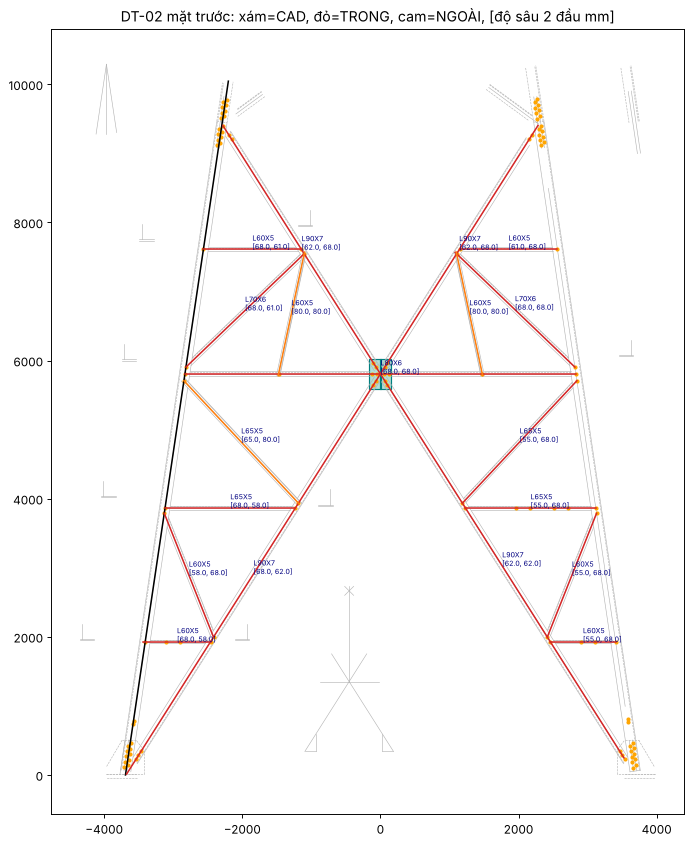 DT-02 mặt trước: xám=CAD, đỏ=TRONG, cam=NGOÀI, [độ sâu 2 đầu mm]
10000
8000
6000
4000
2000
0
L60X5
[68.0, 61.0]
L90X7
[62.0, 68.0]
L90X7
[62.0, 68.0]
L60X5
[61.0, 68.0]
L70X6
[68.0, 61.0]
L60X5
[80.0, 80.0]
L60X5
[80.0, 80.0]
L70X6
[68.0, 68.0]
[68.0, 68.0]
L65X5
[65.0, 80.0]
L65X5
[55.0, 68.0]
L65X5
[68.0, 58.0]
L65X5
[55.0, 68.0]
L60X5
[58.0, 68.0]
L90X7
[68.0, 62.0]
L90X7
[62.0, 62.0]
L60X5
[55.0, 68.0]
L60X5
[68.0, 58.0]
L60X5
[55.0, 68.0]
−4000
−2000
0
2000
4000